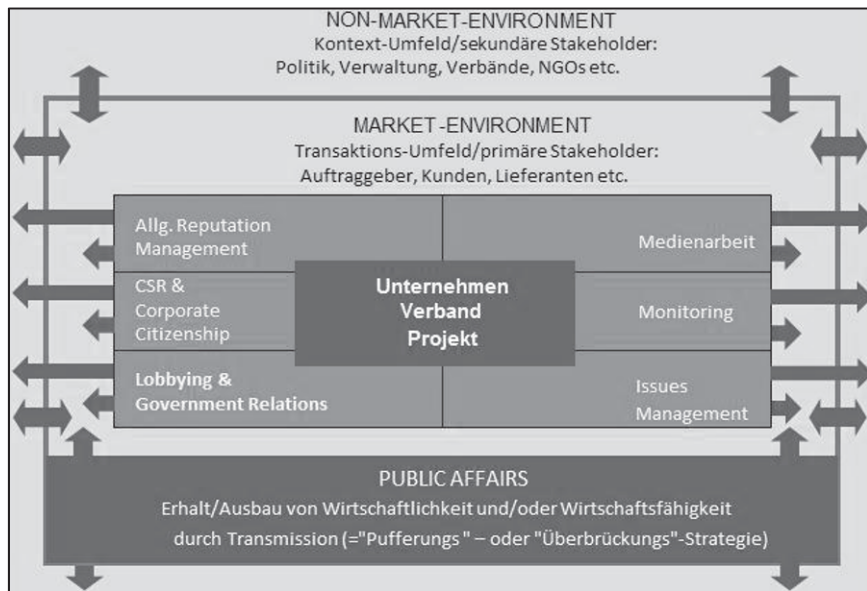 NON-MARKET-ENVIRONMENT
Kontext-Umfeld/sekundäre Stakeholder:
Politik, Verwaltung, Verbände, NGOs etc.
MARKET-ENVIRONMENT
Transaktions-Umfeld/primäre Stakeholder:
Auftraggeber, Kunden, Lieferanten etc.
Allg. Reputation
Management
Medienarbeit
CSR &
Corporate
Citizenship
Unternehmen
Verband
Projekt
Monitoring
Lobbying &
Government Relations
Issues
Management
PUBLIC AFFAIRS
Erhalt/Ausbau von Wirtschaftlichkeit und/oder Wirtschaftsfähigkeit
durch Transmission (="Pufferungs" – oder "Überbrückungs"-Strategie)